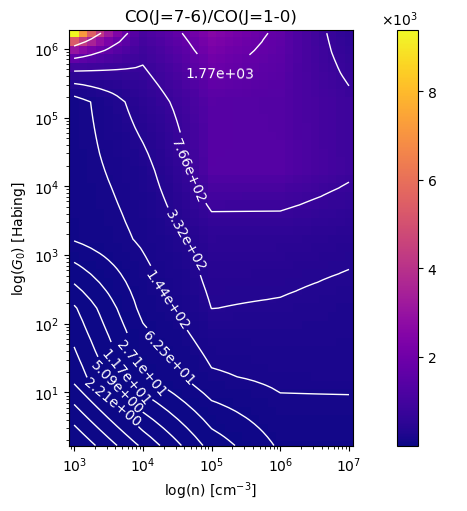 CO(J=7-6)/CO(J=1-0)
×10³
10⁶
10⁵
10⁴
10³
10²
10¹
log(G₀) [Habing]
1.77e+03
7.66e+02
3.32e+02
1.44e+02
6.25e+01
2.71e+01
1.17e+01
5.09e+00
2.21e+00
10³ 10⁴ 10⁵ 10⁶ 10⁷
log(n) [cm⁻³]
8
6
4
2